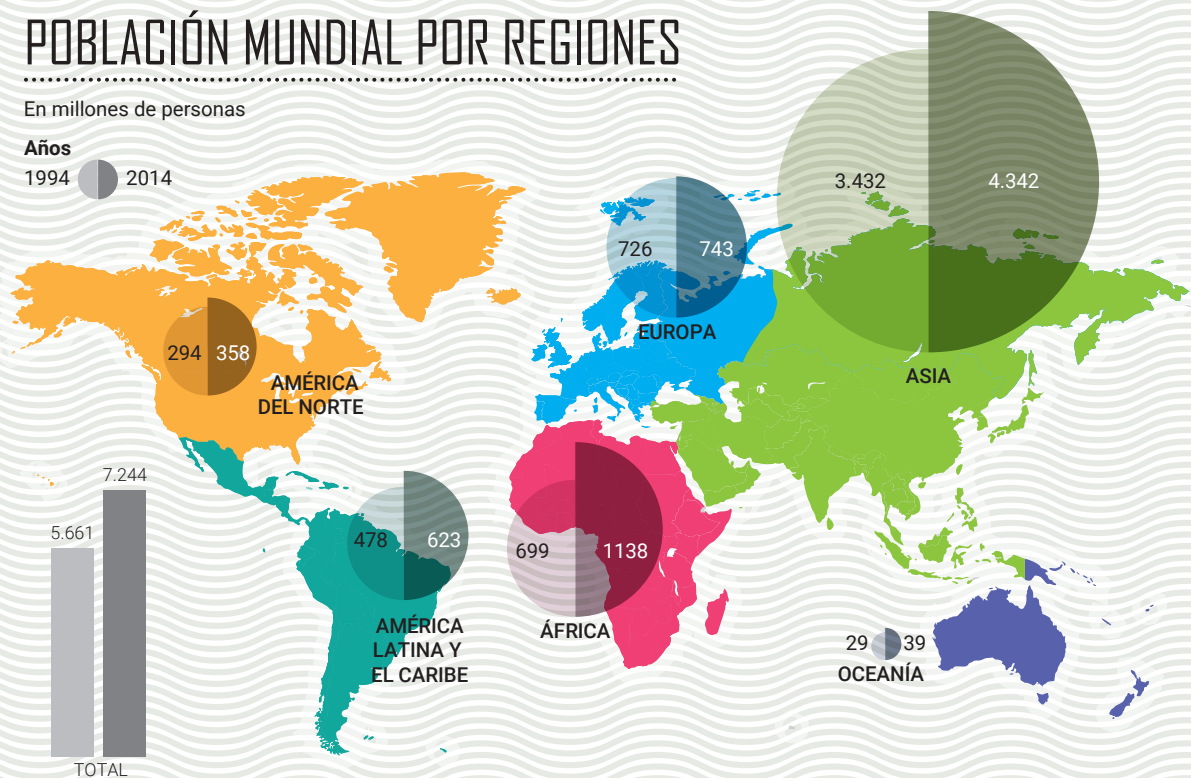 POBLACIÓN MUNDIAL POR REGIONES
En millones de personas
Años
1994 2014
3.432 4.342
ASIA
726 743
EUROPA
294 358
AMÉRICA
DEL NORTE
478 623
AMÉRICA
LATINA Y
EL CARIBE
699 1138
ÁFRICA
29 39
OCEANÍA
7.244
5.661
TOTAL